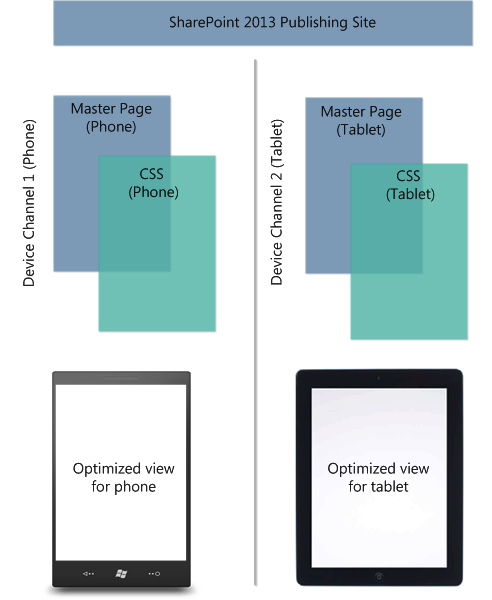 SharePoint 2013 Publishing Site
Device Channel 1 (Phone)
Master Page
(Phone)
CSS
(Phone)
Optimized view
for phone
Device Channel 2 (Tablet)
Master Page
(Tablet)
CSS
(Tablet)
Optimized view
for tablet